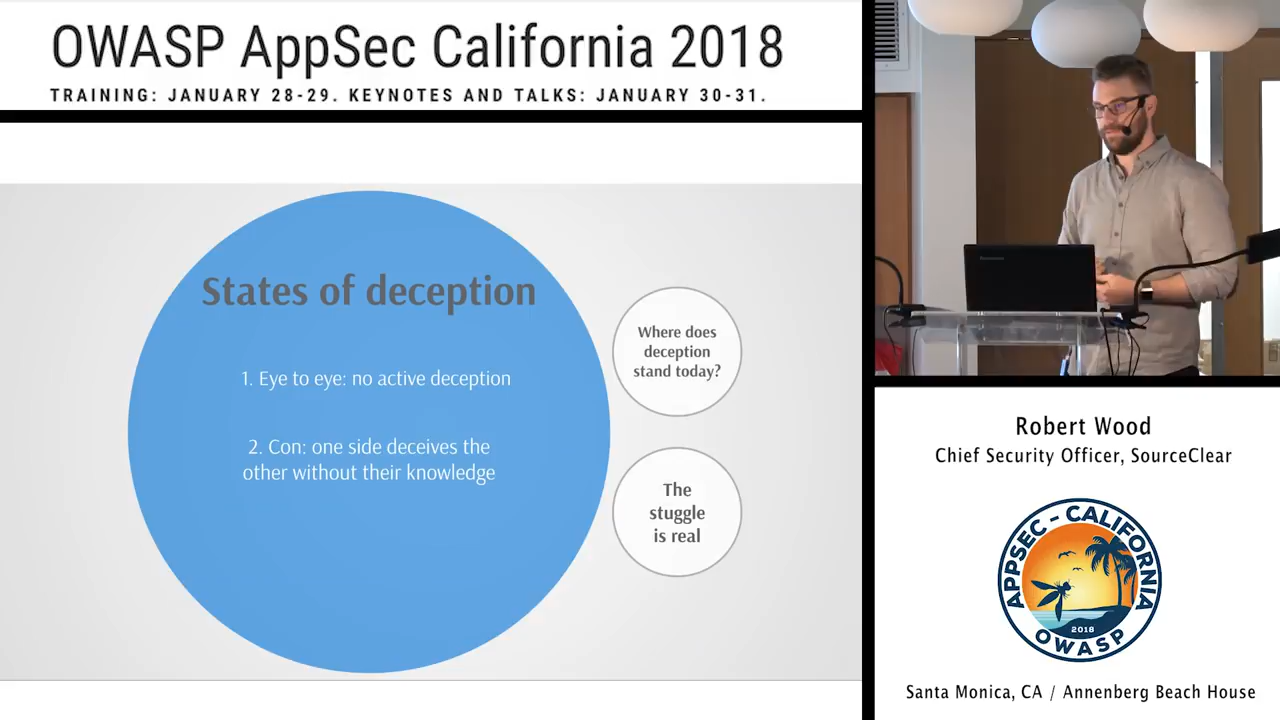 OWASP AppSec California 2018
TRAINING: JANUARY 28-29. KEYNOTES AND TALKS: JANUARY 30-31.
States of deception
1. Eye to eye: no active deception
2. Con: one side deceives the
other without their knowledge
Where does
deception
stand today?
The
stuggle
is real
Robert Wood
Chief Security Officer, SourceClear
APPSEC - CALIFORNIA
2018
OWASP
Santa Monica, CA / Annenberg Beach House